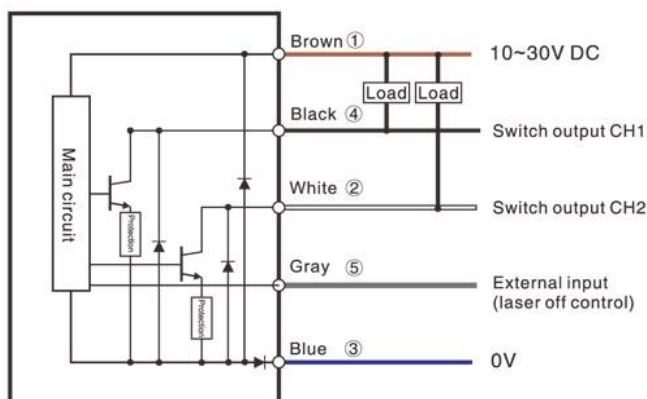 Brown ①
10~30V DC
Load
Load
Black ④
Switch output CH1
Main circuit
Protection
White ②
Switch output CH2
Gray ⑤
External input
(laser off control)
Protection
Blue ③
0V